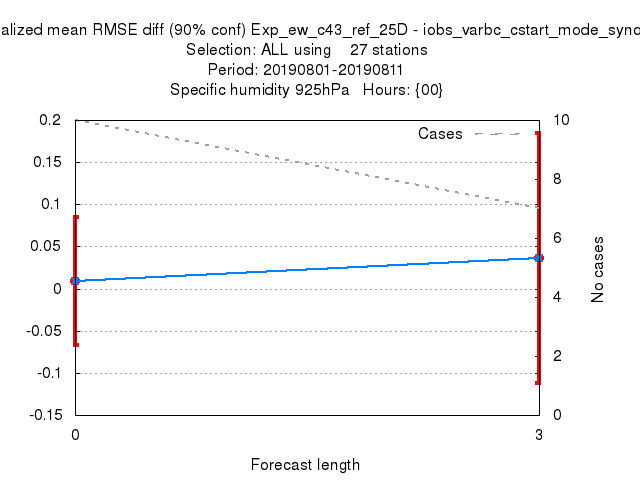 alized mean RMSE diff (90% conf) Exp_ew_c43_ref_25D - iobs_varbc_cstart_mode_syno
Selection: ALL using 27 stations
Period: 20190801-20190811
Specific humidity 925hPa Hours: {00}
0.2 10
Cases
0.15
8
0.1
6
0.05
No cases
0
4
-0.05
2
-0.1
-0.15 0
0 3
Forecast length